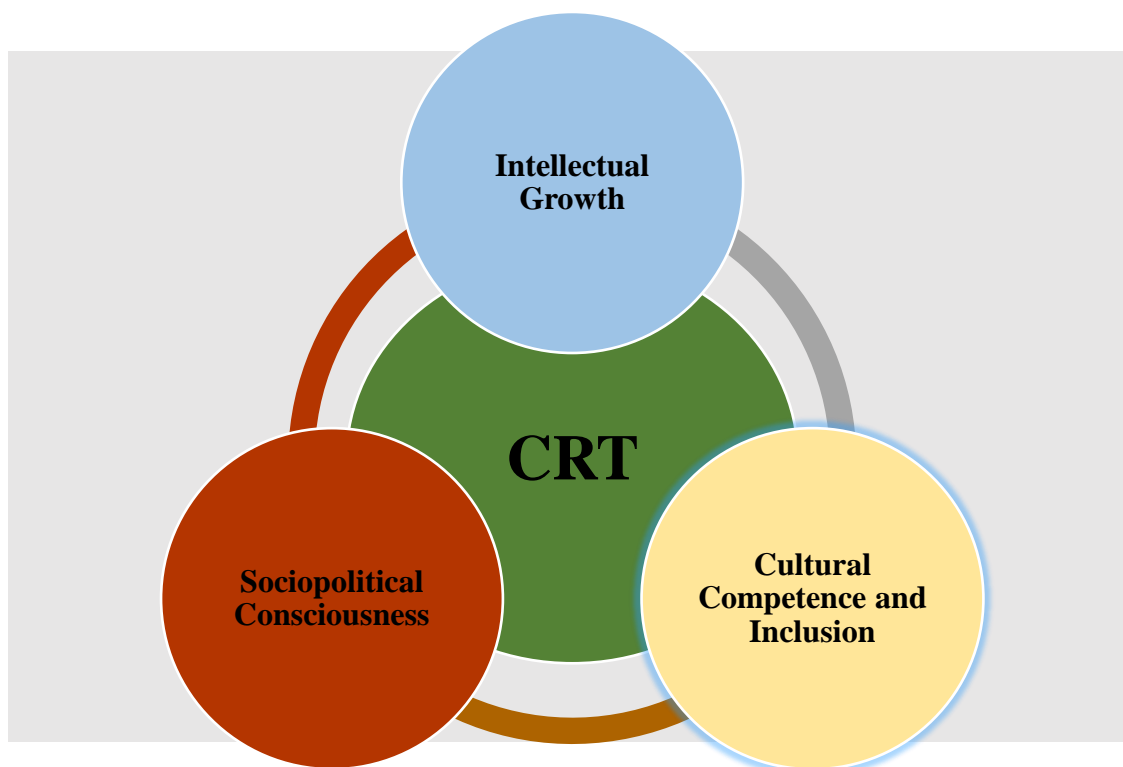 Intellectual
Growth
CRT
Sociopolitical
Consciousness
Cultural
Competence and
Inclusion